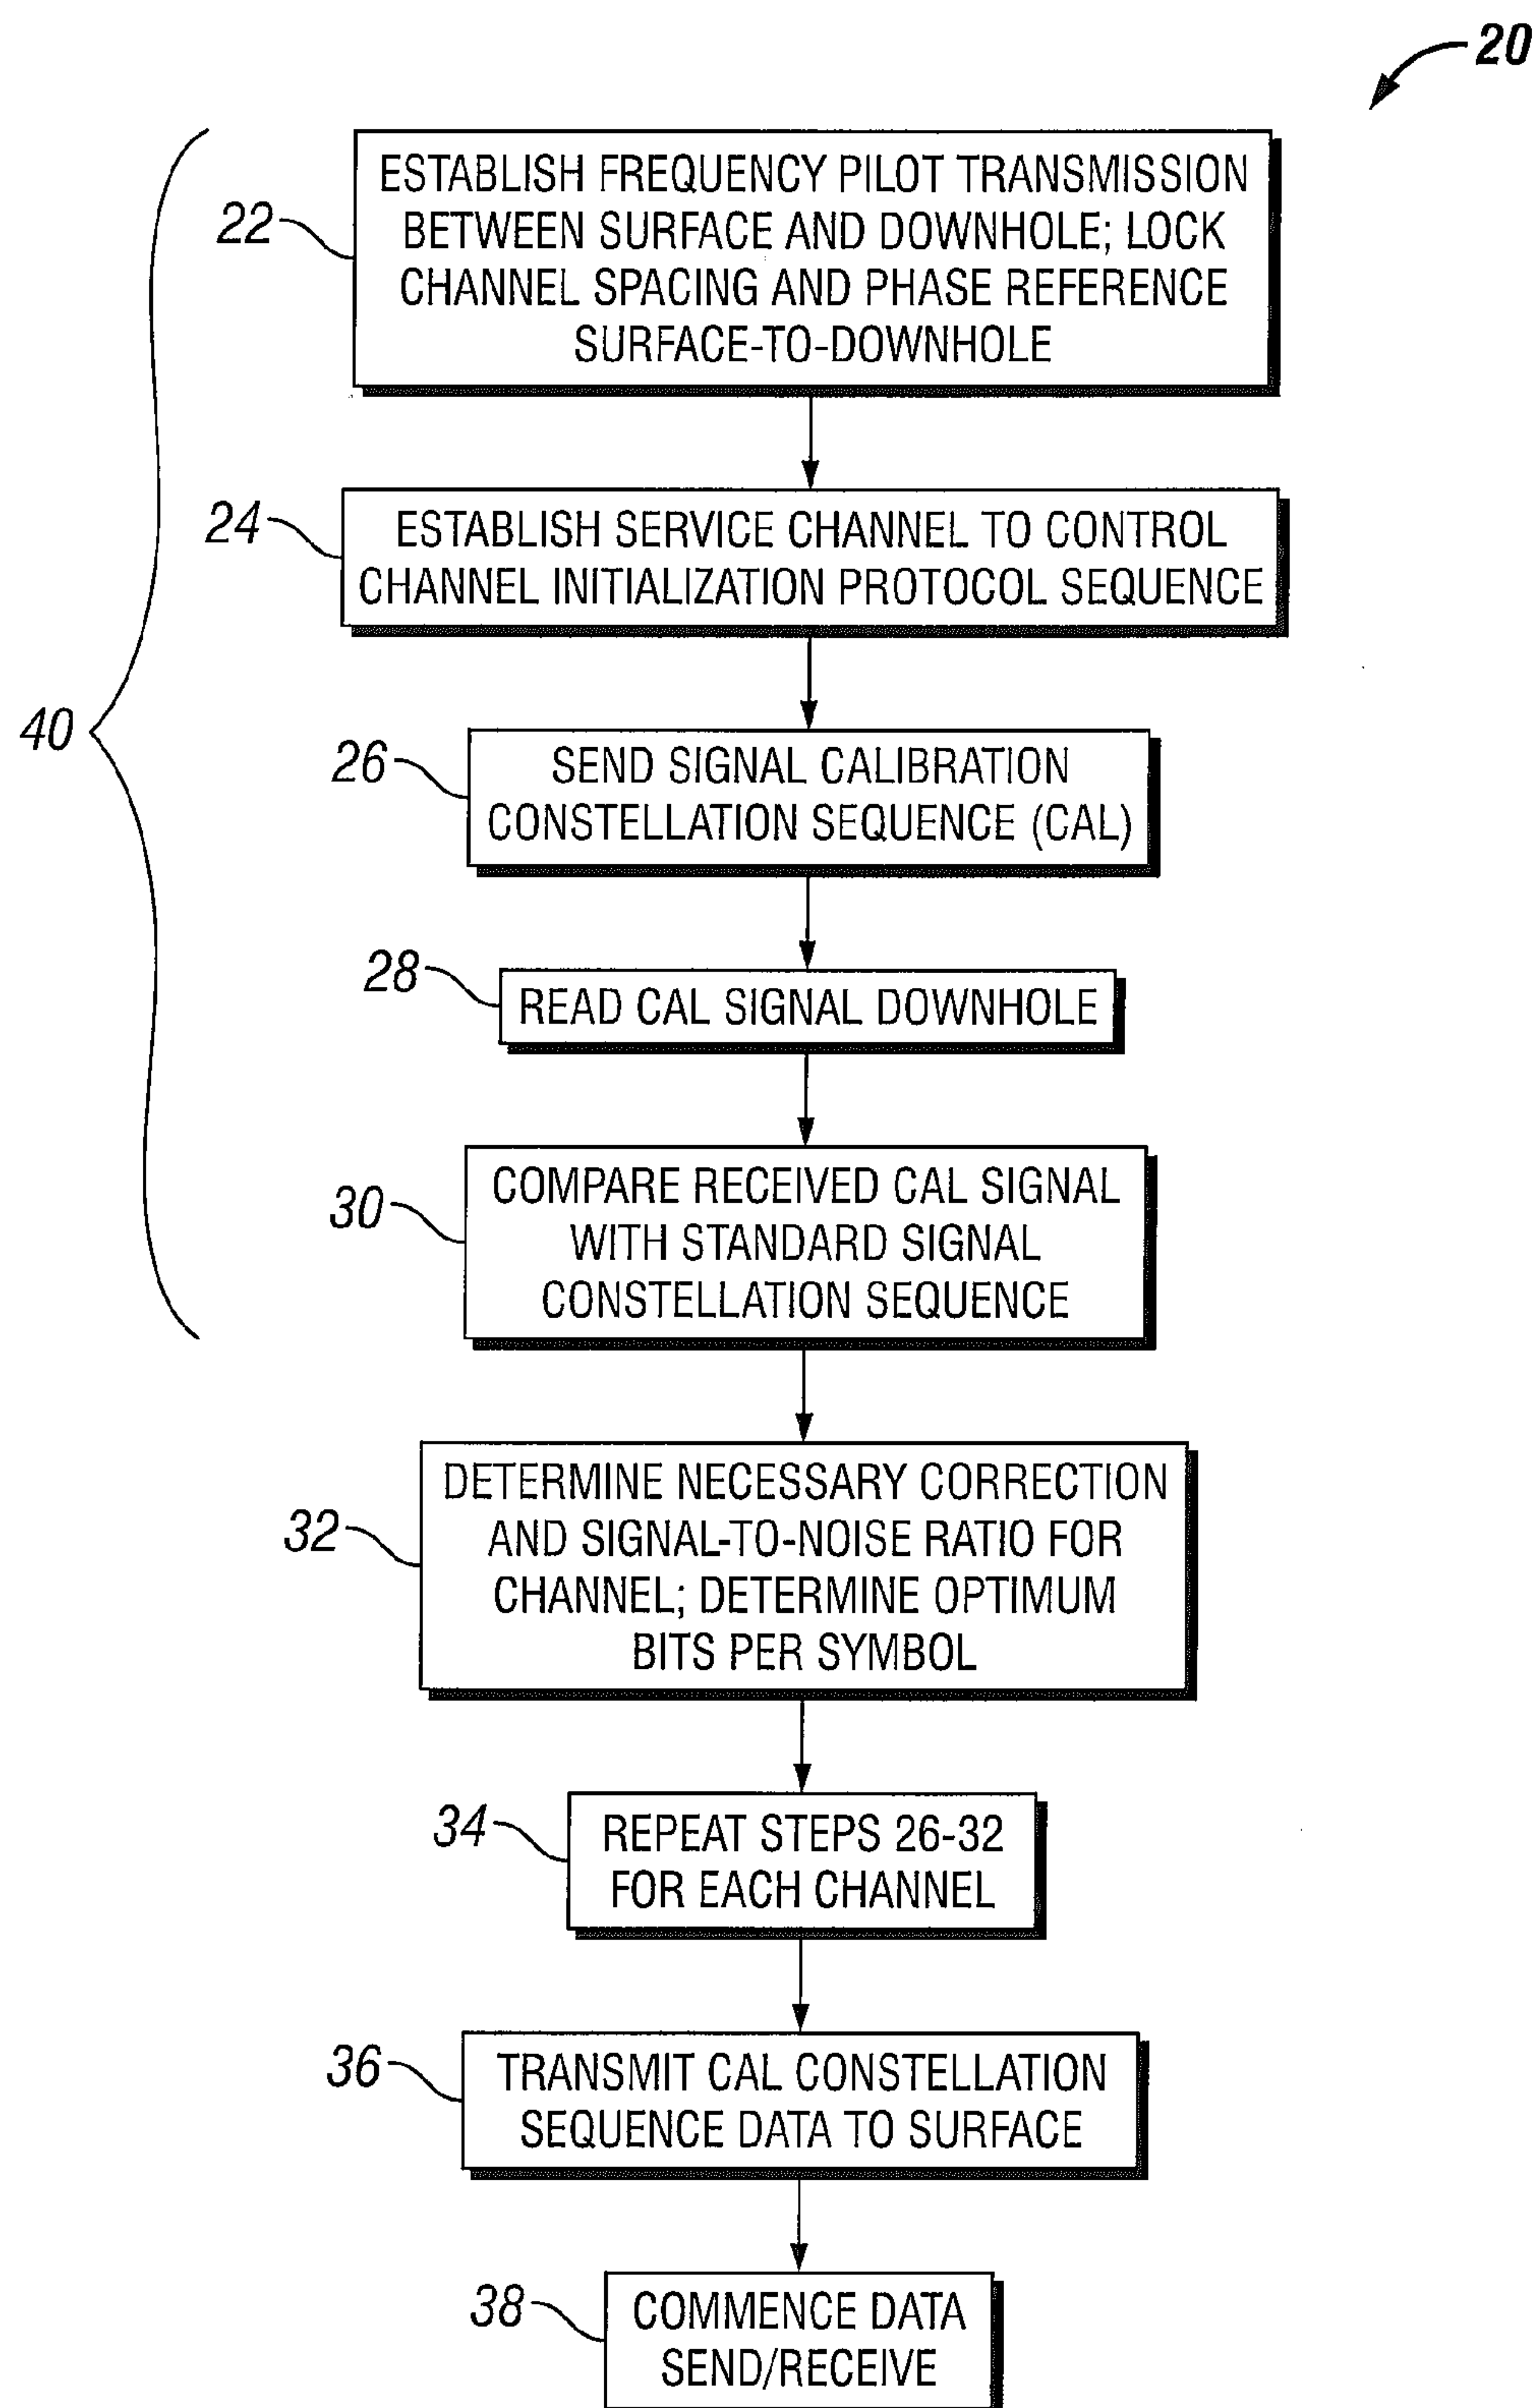 20
22
ESTABLISH FREQUENCY PILOT TRANSMISSION
BETWEEN SURFACE AND DOWNHOLE; LOCK
CHANNEL SPACING AND PHASE REFERENCE
SURFACE-TO-DOWNHOLE
24
ESTABLISH SERVICE CHANNEL TO CONTROL
CHANNEL INITIALIZATION PROTOCOL SEQUENCE
40
26
SEND SIGNAL CALIBRATION
CONSTELLATION SEQUENCE (CAL)
28
READ CAL SIGNAL DOWNHOLE
30
COMPARE RECEIVED CAL SIGNAL
WITH STANDARD SIGNAL
CONSTELLATION SEQUENCE
32
DETERMINE NECESSARY CORRECTION
AND SIGNAL-TO-NOISE RATIO FOR
CHANNEL; DETERMINE OPTIMUM
BITS PER SYMBOL
34
REPEAT STEPS 26-32
FOR EACH CHANNEL
36
TRANSMIT CAL CONSTELLATION
SEQUENCE DATA TO SURFACE
38
COMMENCE DATA
SEND/RECEIVE